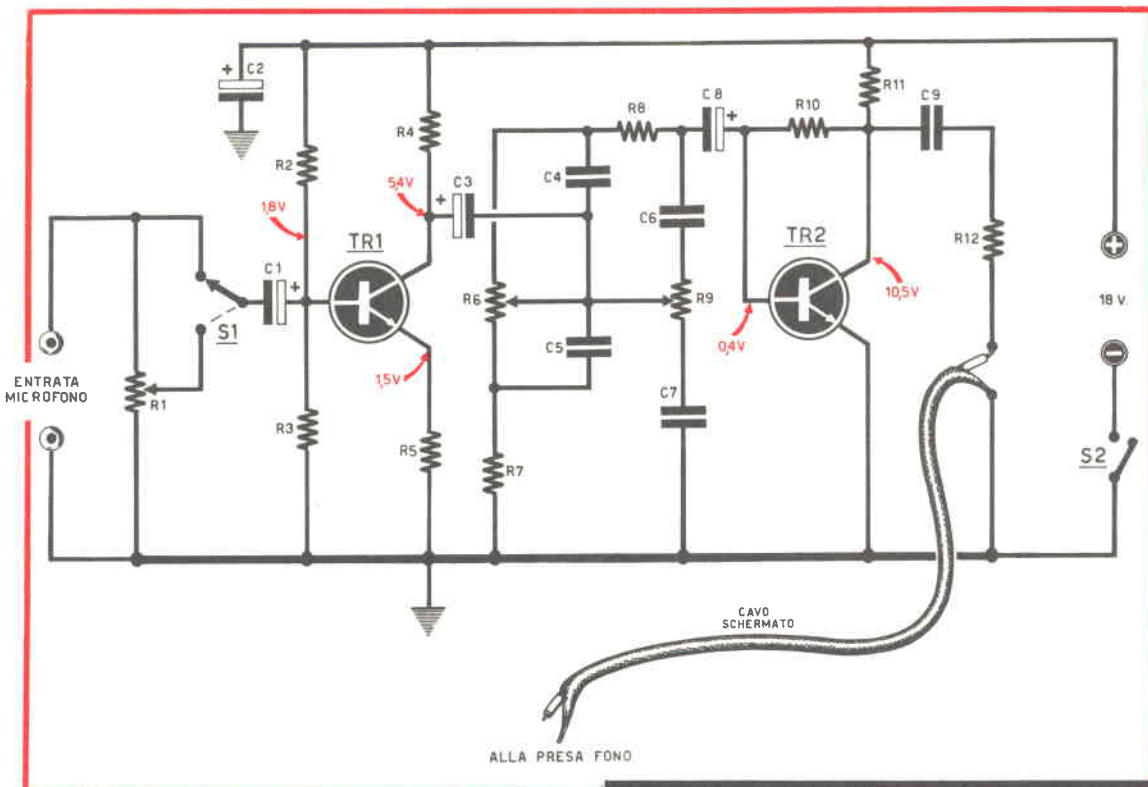 + C2
R2
R4
R8
C8 +
R10
R11
C9
C4
5,4V
+ C3
1,8V
C6
TR1
TR2
R12
C1 +
R6
R9
10,5V
18 V.
S1
C5
0,4V
1,5V
ENTRATA
MICROFONO
R1
C7
R3
R5
R7
S2
CAVO
SCHERMATO
ALLA PRESA FONO